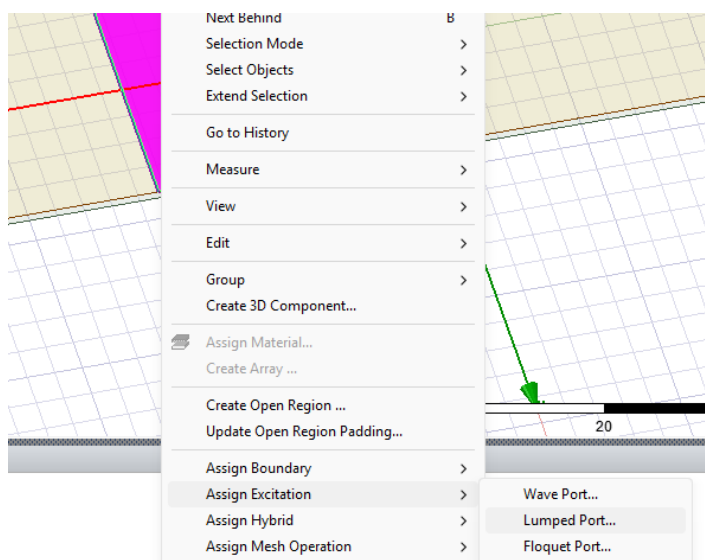 Next Behind B
Selection Mode >
Select Objects >
Extend Selection >
Go to History
Measure >
View >
Edit >
Group >
Create 3D Component...
Assign Material...
Create Array ...
Create Open Region ...
Update Open Region Padding...
20
Assign Boundary >
Assign Excitation > Wave Port...
Assign Hybrid > Lumped Port...
Assign Mesh Operation > Floquet Port...